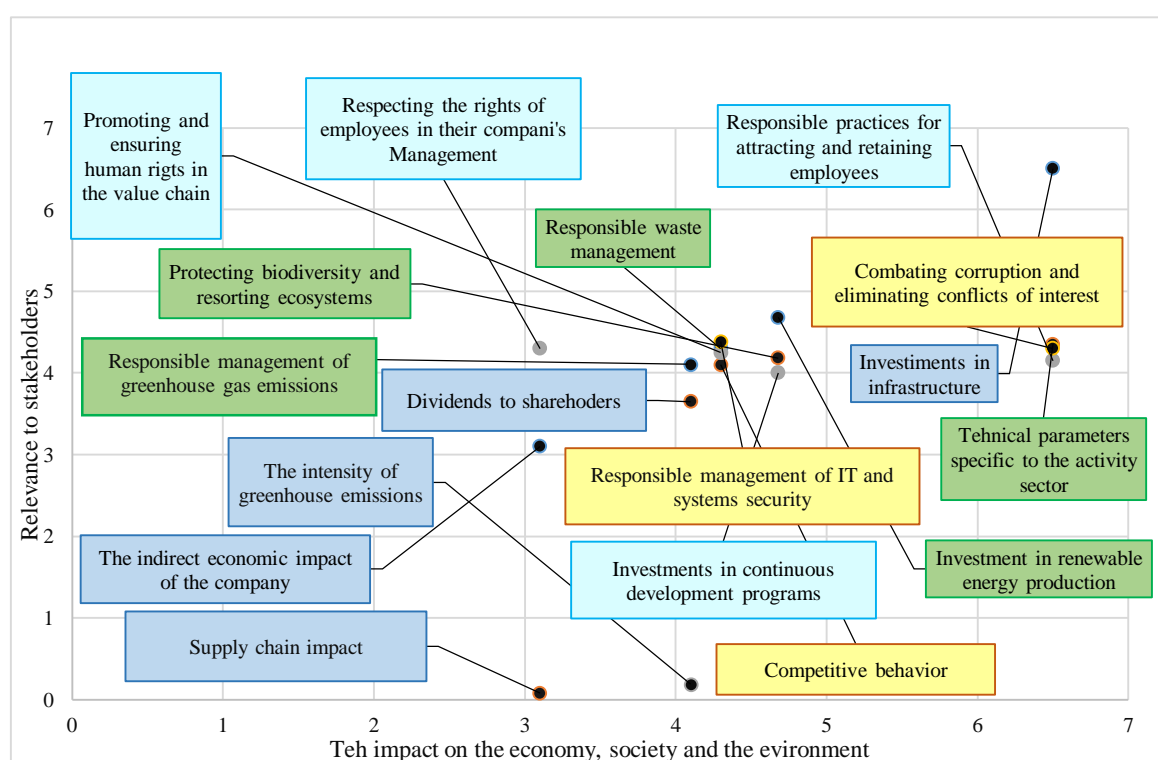 Promoting and
ensuring
human rigts in
the value chain
Respecting the rights of
employees in their compani's
Management
Responsible practices for
attracting and retaining
employees
Responsible waste
management
Combating corruption and
eliminating conflicts of interest
Protecting biodiversity and
resorting ecosystems
Responsible management of
greenhouse gas emissions
Dividends to shareholders
Investiments in
infrastructure
Tehnical parameters
specific to the activity
sector
The intensity of
greenhouse emissions
Responsible management of IT and
systems security
The indirect economic impact
of the company
Investments in continuous
development programs
Investment in renewable
energy production
Supply chain impact
Competitive behavior
Relevance to stakeholders
7
6
5
4
3
2
1
0
0 1 2 3 4 5 6 7
Teh impact on the economy, society and the evironment